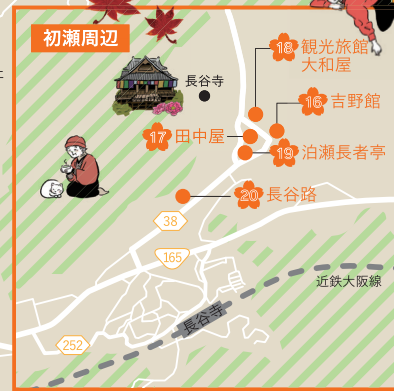 初瀬周辺
18 観光旅館
大和屋
長谷寺
16 吉野館
17 田中屋
19 泊瀬長者亭
20 長谷路
38
165
近鉄大阪線
長谷寺
252